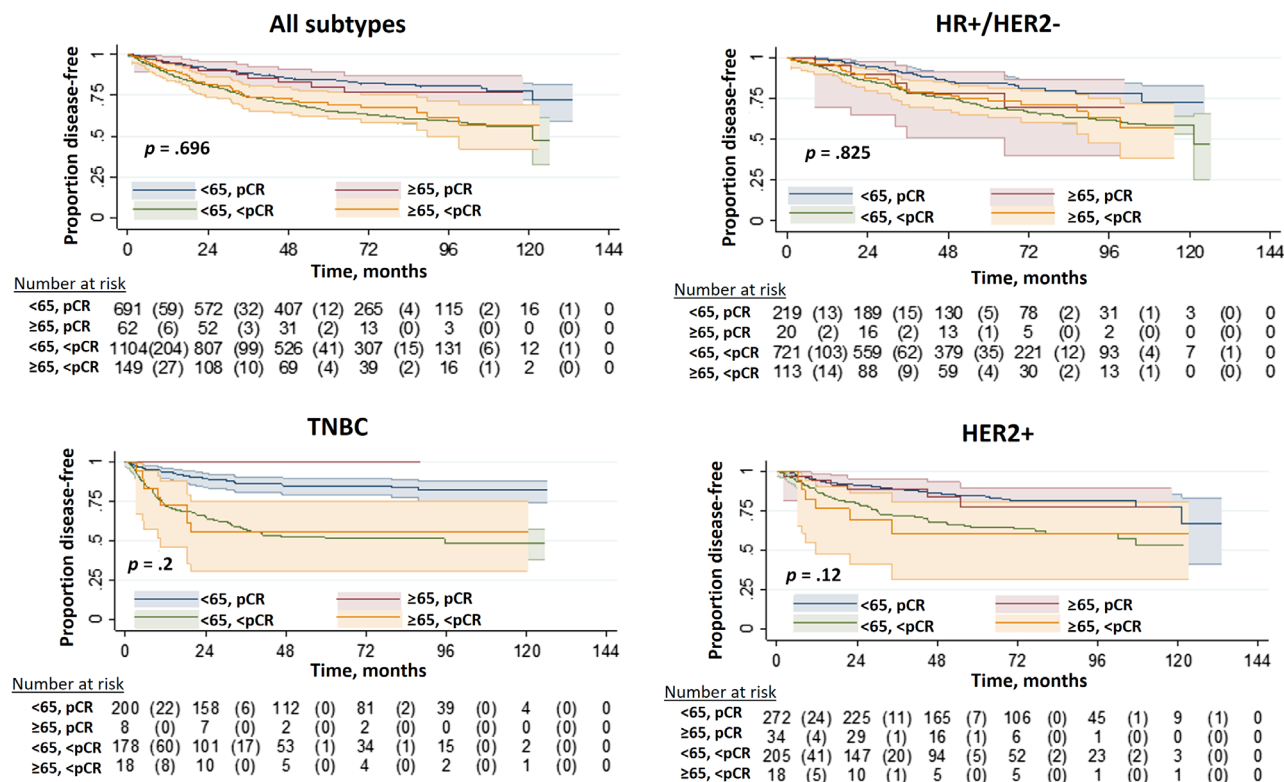 All subtypes
Proportion disease-free
1
.75
.5
.25
0
p = .696
<65, pCR
≥65, pCR
<65, <pCR
≥65, <pCR
0 24 48 72 96 120 144
Time, months
Number at risk
<65, pCR 691 (59) 572 (32) 407 (12) 265 (4) 115 (2) 16 (1) 0
≥65, pCR 62 (6) 52 (3) 31 (2) 13 (0) 3 (0) 0 (0) 0
<65, <pCR 1104 (204) 807 (99) 526 (41) 307 (15) 131 (6) 12 (1) 0
≥65, <pCR 149 (27) 108 (10) 69 (4) 39 (2) 16 (1) 2 (0) 0
HR+/HER2-
Proportion disease-free
1
.75
.5
.25
0
p = .825
<65, pCR
≥65, pCR
<65, <pCR
≥65, <pCR
0 24 48 72 96 120 144
Time, months
Number at risk
<65, pCR 219 (13) 189 (15) 130 (5) 78 (2) 31 (1) 3 (0) 0
≥65, pCR 20 (2) 16 (2) 13 (1) 5 (0) 2 (0) 0 (0) 0
<65, <pCR 721 (103) 559 (62) 379 (35) 221 (12) 93 (4) 7 (1) 0
≥65, <pCR 113 (14) 88 (9) 59 (4) 30 (2) 13 (1) 0 (0) 0
TNBC
Proportion disease-free
1
.75
.5
.25
0
p = .2
<65, pCR
≥65, pCR
<65, <pCR
≥65, <pCR
0 24 48 72 96 120 144
Time, months
Number at risk
<65, pCR 200 (22) 158 (6) 112 (0) 81 (2) 39 (0) 4 (0) 0
≥65, pCR 8 (0) 7 (0) 2 (0) 2 (0) 0 (0) 0 (0) 0
<65, <pCR 178 (60) 101 (17) 53 (1) 34 (1) 15 (0) 2 (0) 0
≥65, <pCR 18 (8) 10 (0) 5 (0) 4 (0) 2 (0) 1 (0) 0
HER2+
Proportion disease-free
1
.75
.5
.25
0
p = .12
<65, pCR
≥65, pCR
<65, <pCR
≥65, <pCR
0 24 48 72 96 120 144
Time, months
Number at risk
<65, pCR 272 (24) 225 (11) 165 (7) 106 (0) 45 (1) 9 (1) 0
≥65, pCR 34 (4) 29 (1) 16 (1) 6 (0) 1 (0) 0 (0) 0
<65, <pCR 205 (41) 147 (20) 94 (5) 52 (2) 23 (2) 3 (0) 0
≥65, <pCR 18 (5) 10 (1) 5 (0) 5 (0) 1 (0) 1 (0) 0